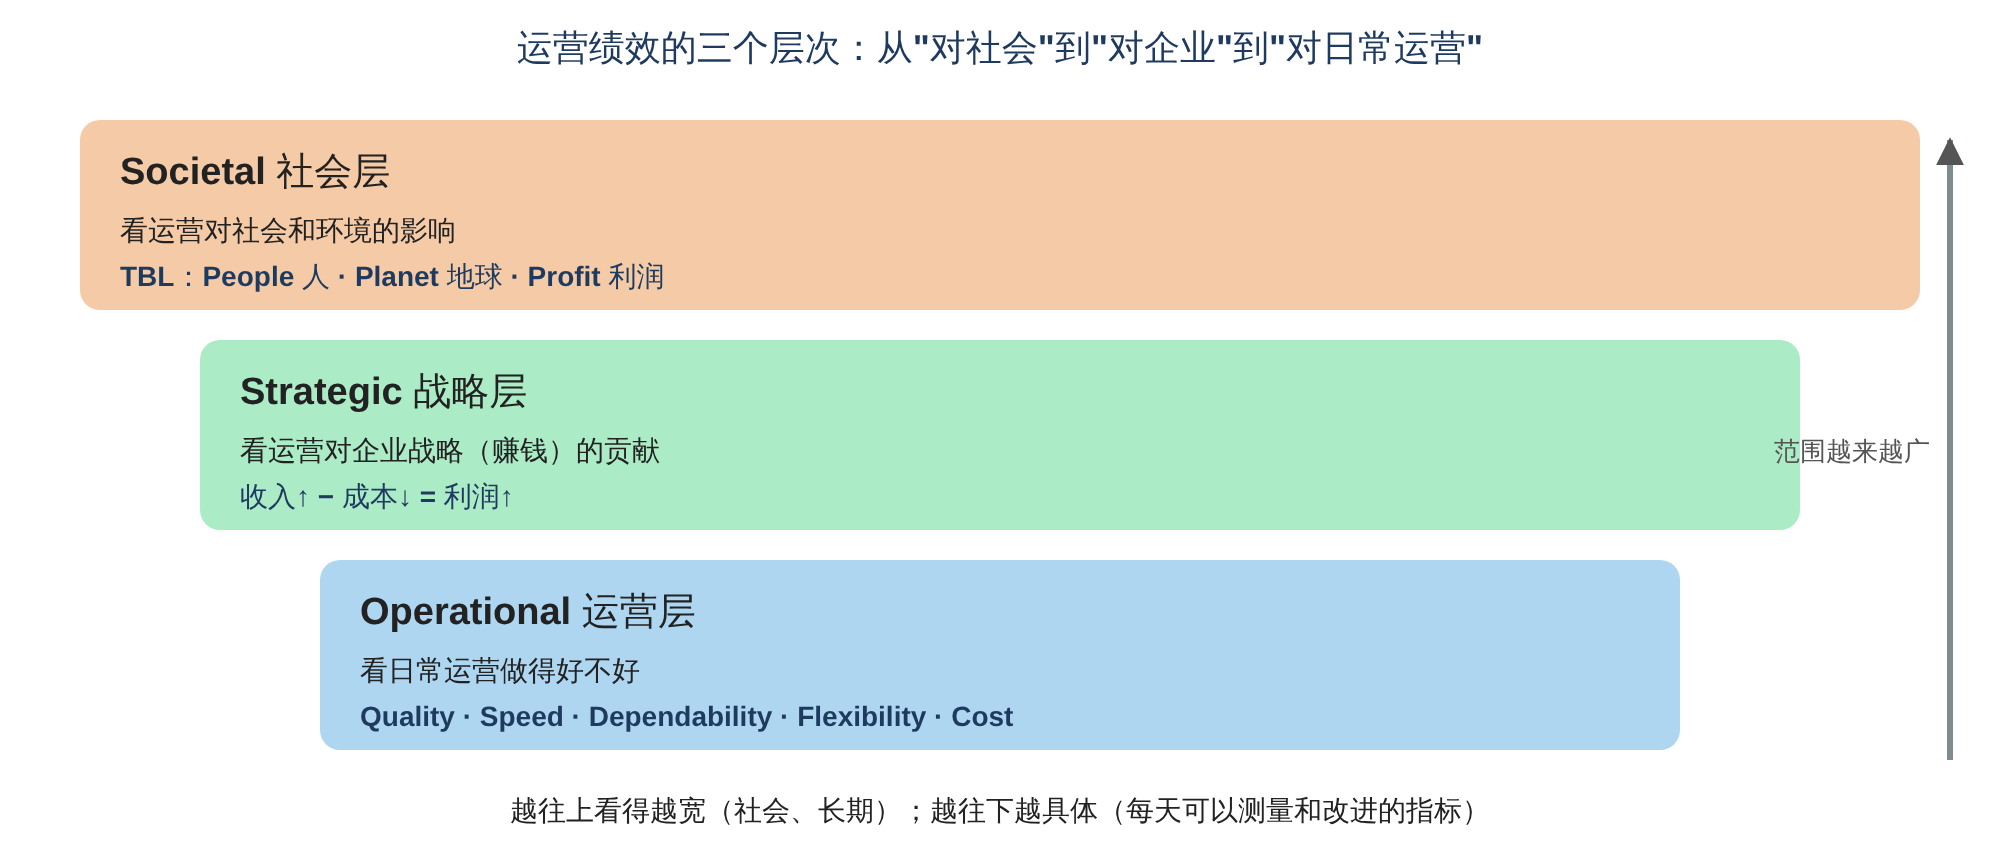 运营绩效的三个层次：从"对社会"到"对企业"到"对日常运营"
Societal 社会层
看运营对社会和环境的影响
TBL：People 人 · Planet 地球 · Profit 利润
Strategic 战略层
看运营对企业战略（赚钱）的贡献
范围越来越广
收入↑ − 成本↓ = 利润↑
Operational 运营层
看日常运营做得好不好
Quality · Speed · Dependability · Flexibility · Cost
越往上看得越宽（社会、长期）；越往下越具体（每天可以测量和改进的指标）